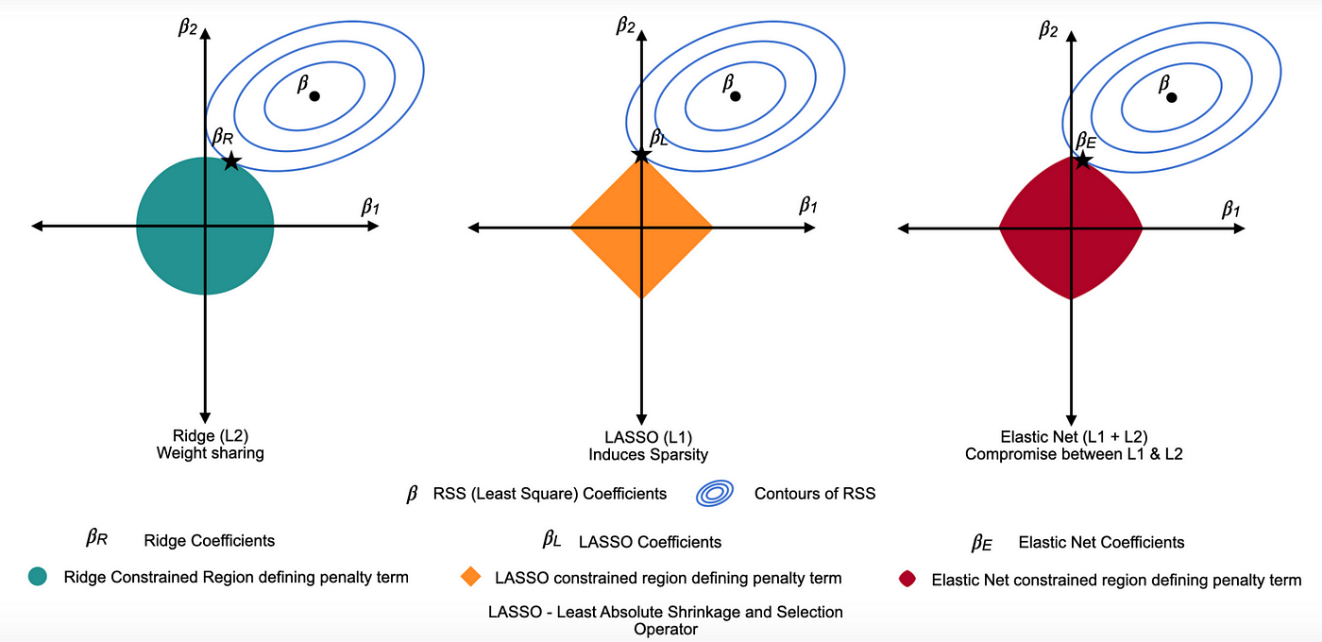 β2
β
βR
β1
Ridge (L2)
Weight sharing
β2
β
βL
β1
LASSO (L1)
Induces Sparsity
β2
β
βE
β1
Elastic Net (L1 + L2)
Compromise between L1 & L2
β RSS (Least Square) Coefficients
Contours of RSS
βR Ridge Coefficients
βL LASSO Coefficients
βE Elastic Net Coefficients
Ridge Constrained Region defining penalty term
LASSO constrained region defining penalty term
Elastic Net constrained region defining penalty term
LASSO - Least Absolute Shrinkage and Selection
Operator